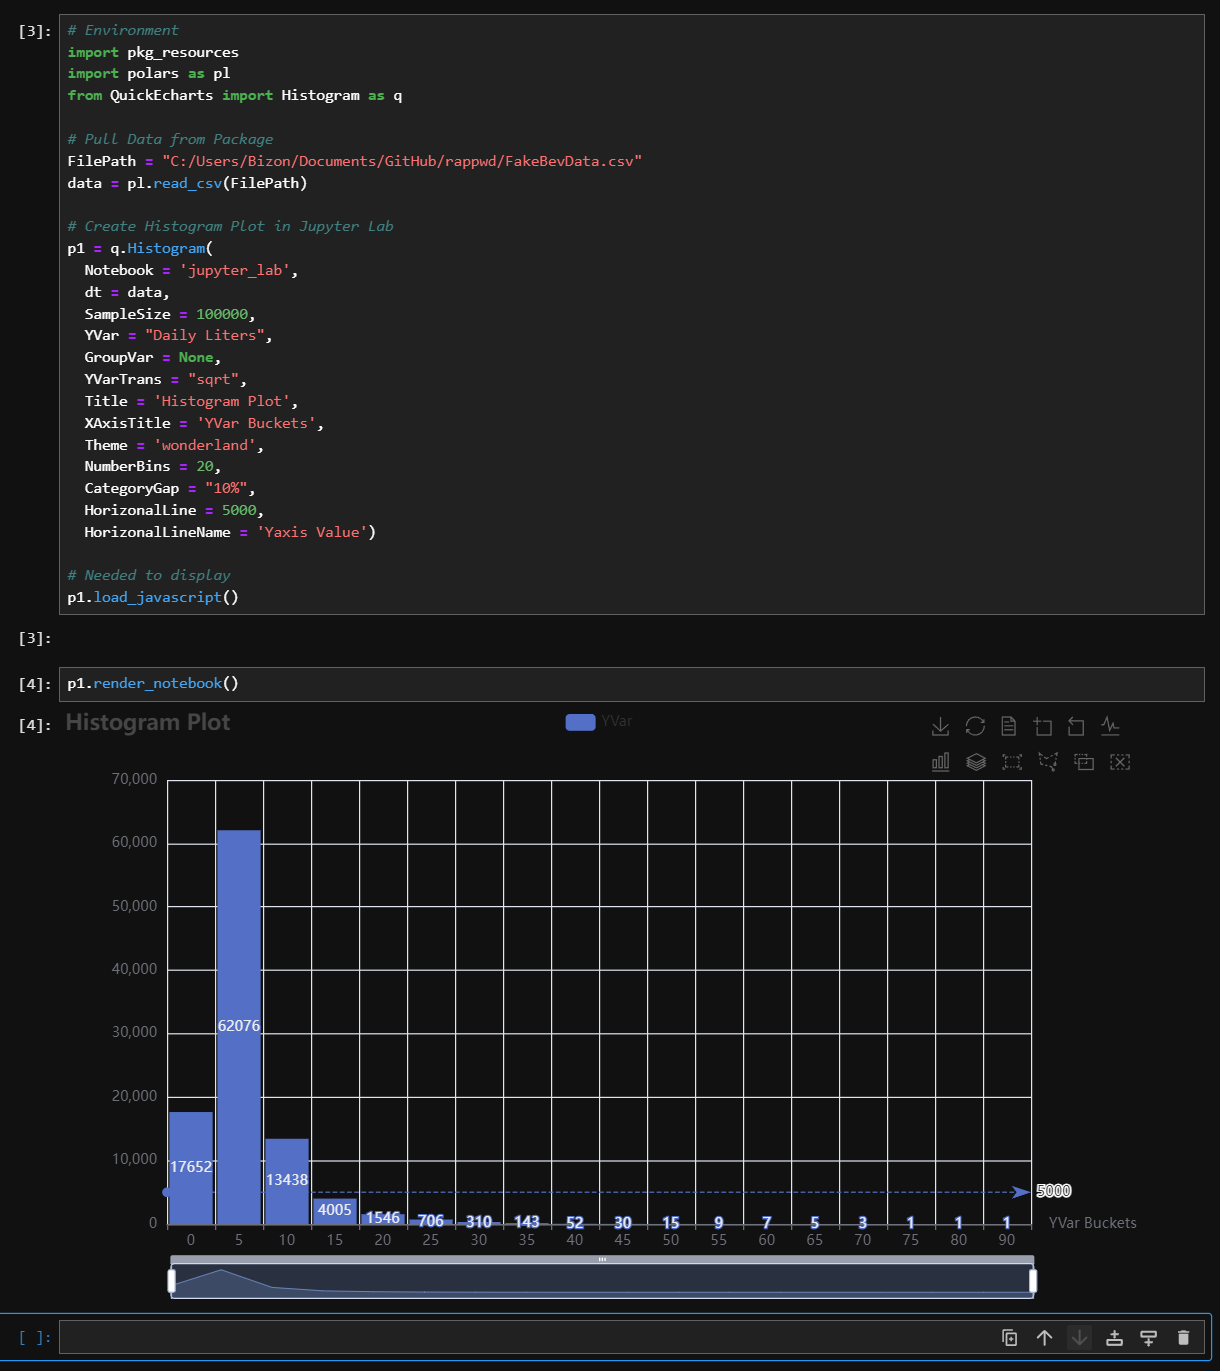 [3]:
# Environment
import pkg_resources
import polars as pl
from QuickEcharts import Histogram as q
# Pull Data from Package
FilePath = "C:/Users/Bizon/Documents/GitHub/rappwd/FakeBevData.csv"
data = pl.read_csv(FilePath)
# Create Histogram Plot in Jupyter Lab
p1 = q.Histogram(
Notebook = 'jupyter_lab',
dt = data,
SampleSize = 100000,
YVar = "Daily Liters",
GroupVar = None,
YVarTrans = "sqrt",
Title = 'Histogram Plot',
XAxisTitle = 'YVar Buckets',
Theme = 'wonderland',
NumberBins = 20,
CategoryGap = "10%",
HorizonalLine = 5000,
HorizonalLineName = 'Yaxis Value')
# Needed to display
p1.load_javascript()
[3]:
[4]:
p1.render_notebook()
[4]:
Histogram Plot
YVar
70,000
60,000
50,000
40,000
30,000
20,000
10,000
0
17652
62076
13438
4005
1546
706
310
143
52
30
15
9
7
5
3
1
1
1
5000
YVar Buckets
0 5 10 15 20 25 30 35 40 45 50 55 60 65 70 75 80 90
[ ]: